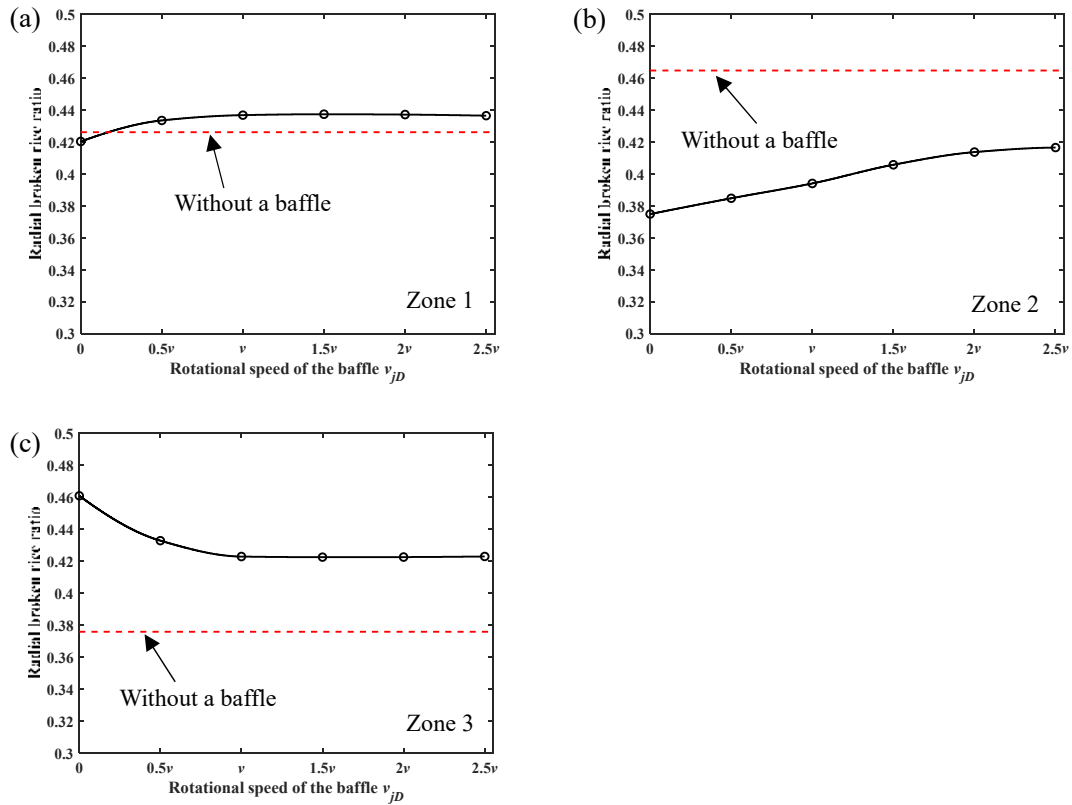 (a)
0.5
0.48
0.46
0.44
0.42
0.4
0.38
0.36
0.34
0.32
0.3
Radial broken rice ratio
Without a baffle
Zone 1
0 0.5v v 1.5v 2v 2.5v
Rotational speed of the baffle v_jD
(b)
0.5
0.48
0.46
0.44
0.42
0.4
0.38
0.36
0.34
0.32
0.3
Radial broken rice ratio
Without a baffle
Zone 2
0 0.5v v 1.5v 2v 2.5v
Rotational speed of the baffle v_jD
(c)
0.5
0.48
0.46
0.44
0.42
0.4
0.38
0.36
0.34
0.32
0.3
Radial broken rice ratio
Without a baffle
Zone 3
0 0.5v v 1.5v 2v 2.5v
Rotational speed of the baffle v_jD